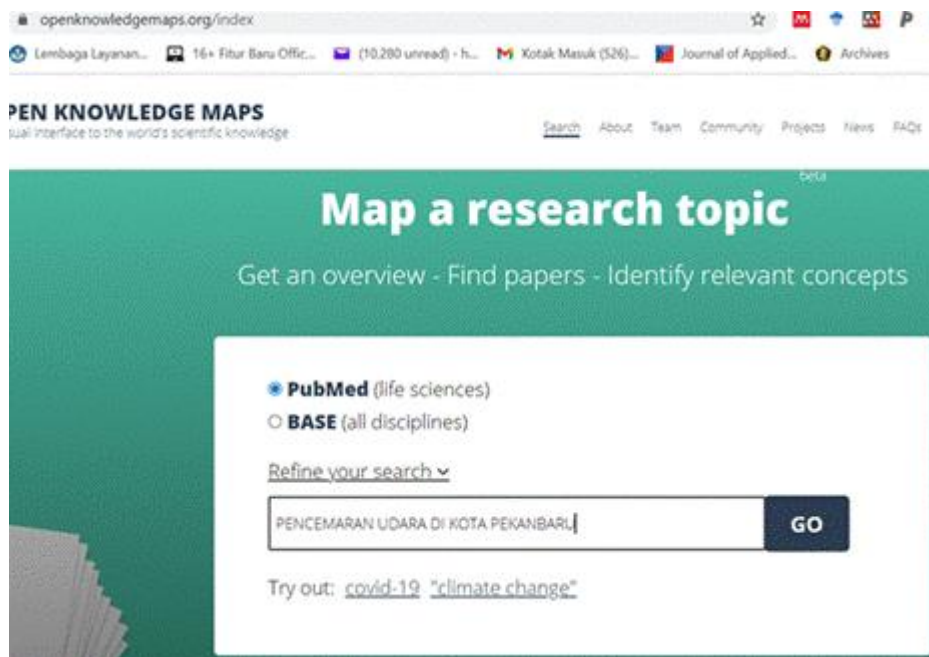 openknowledgemaps.org/index
Lembaga Layanan... 16+ Fitur Baru Offic... (10,280 unread) - h... Kotak Masuk (526)... Journal of Applied... Archives
PEN KNOWLEDGE MAPS
sual interface to the world's scientific knowledge
Search About Team Community Projects News FAQs
beta
Map a research topic
Get an overview - Find papers - Identify relevant concepts
PubMed (life sciences)
BASE (all disciplines)
Refine your search
PENCEMARAN UDARA DI KOTA PEKANBARU
GO
Try out: covid-19 "climate change"